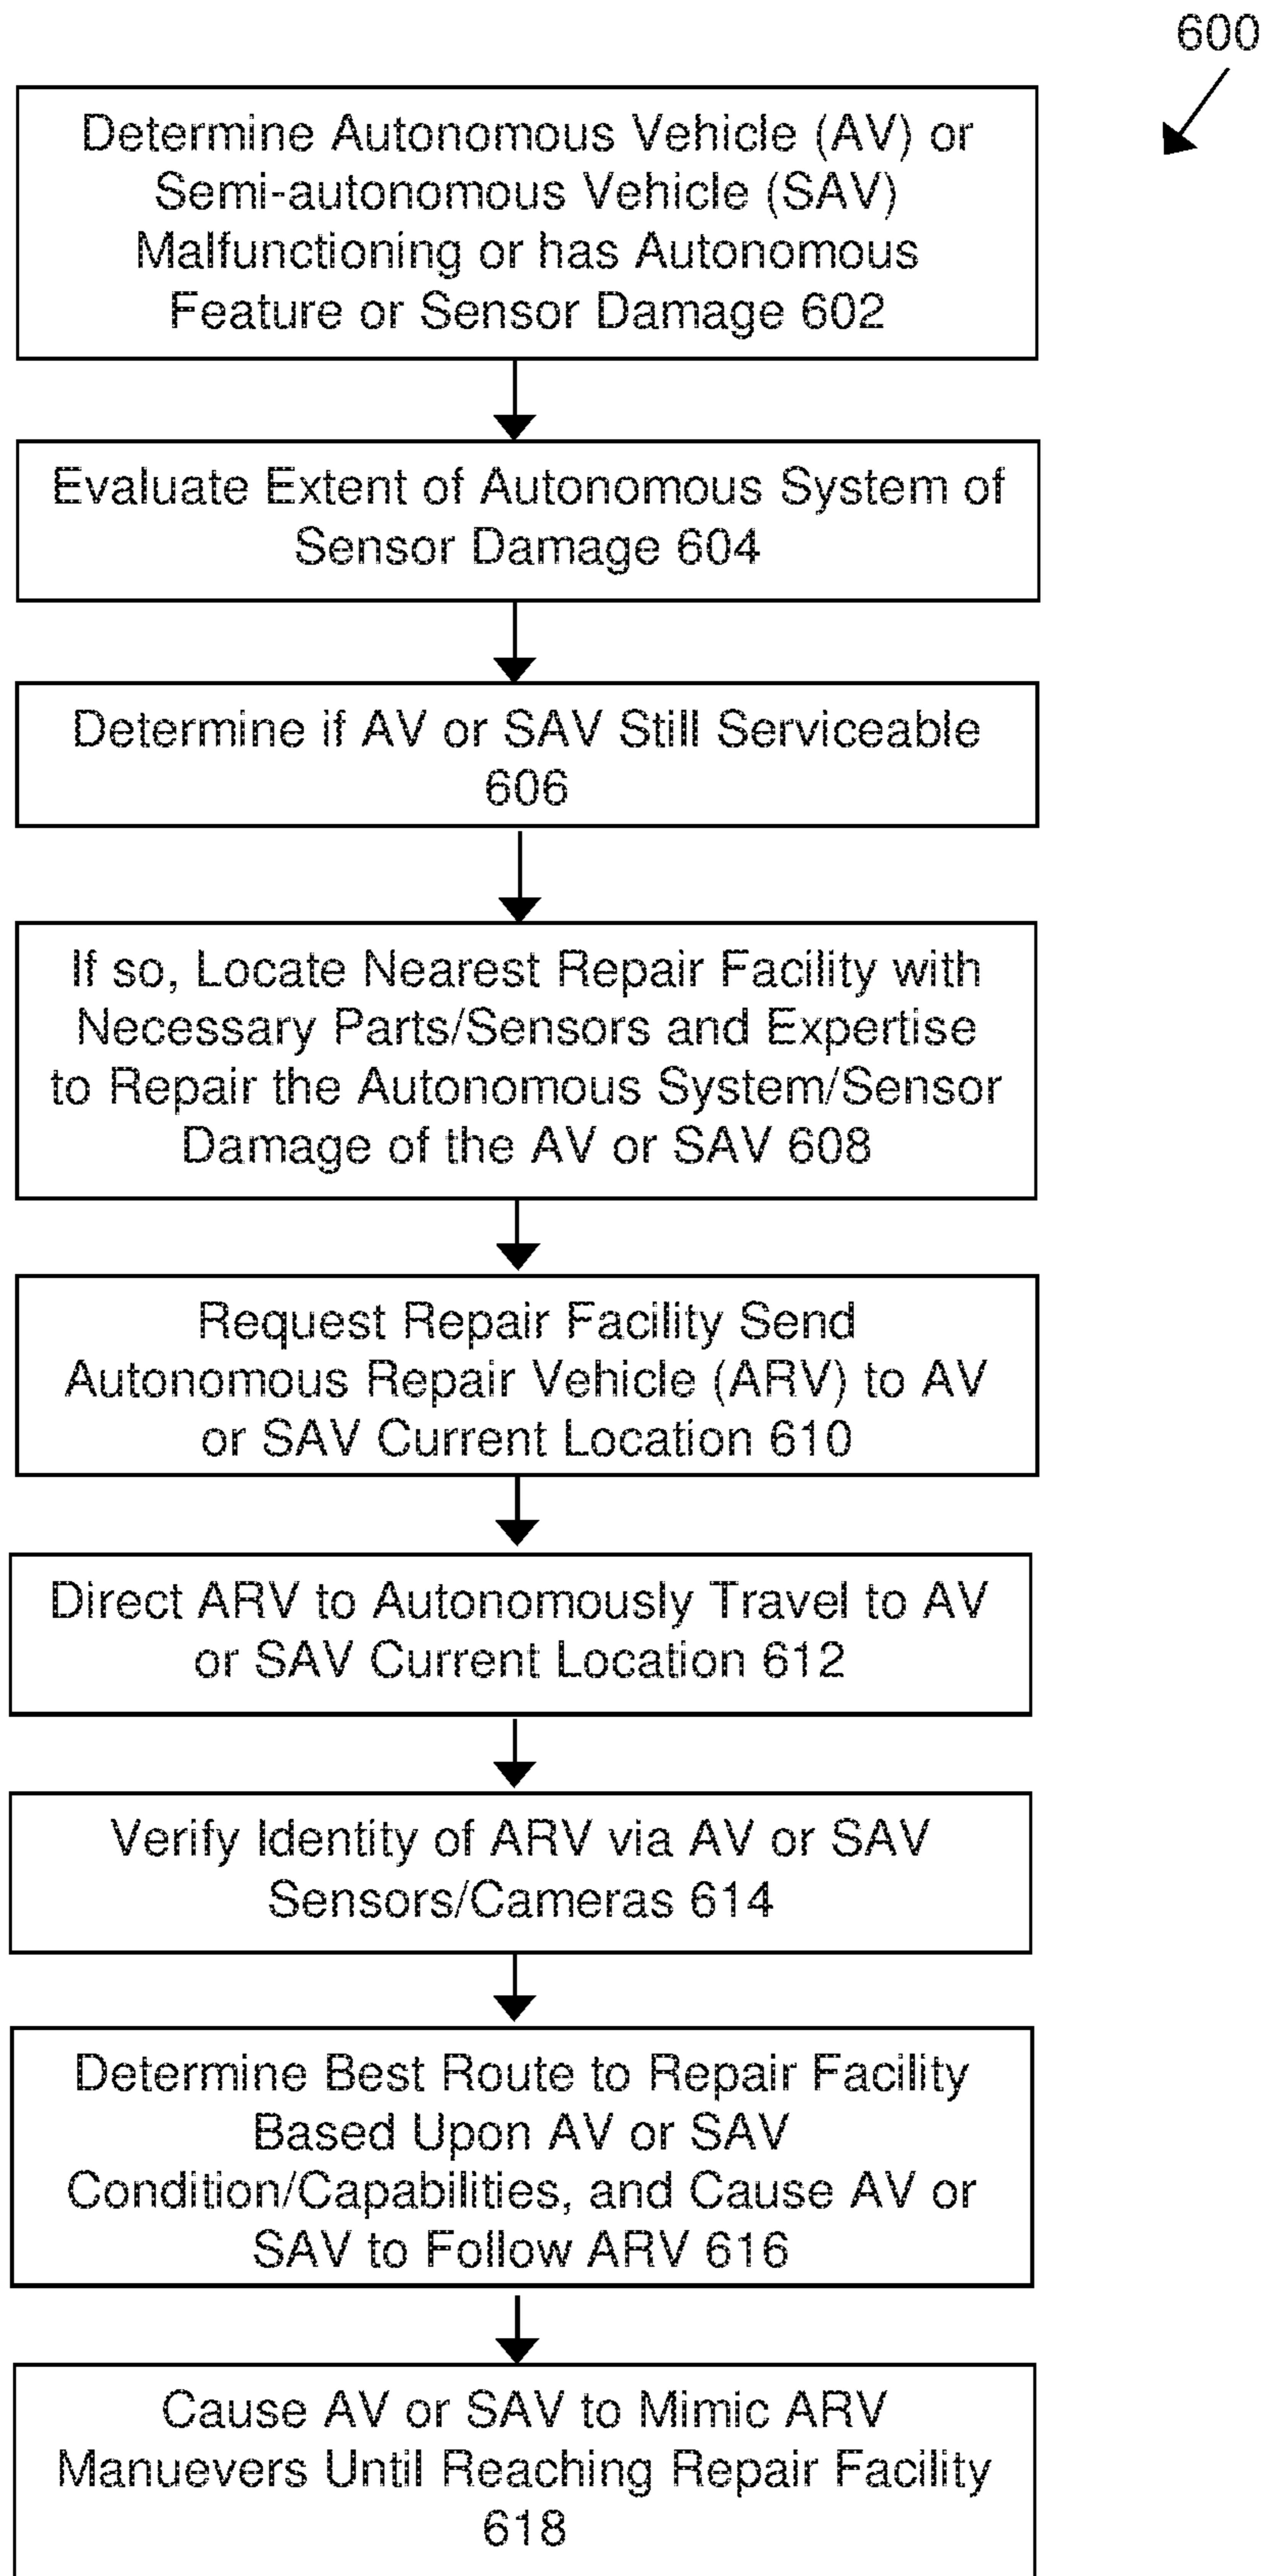 600
Determine Autonomous Vehicle (AV) or
Semi-autonomous Vehicle (SAV)
Malfunctioning or has Autonomous
Feature or Sensor Damage 602
Evaluate Extent of Autonomous System of
Sensor Damage 604
Determine if AV or SAV Still Serviceable
606
If so, Locate Nearest Repair Facility with
Necessary Parts/Sensors and Expertise
to Repair the Autonomous System/Sensor
Damage of the AV or SAV 608
Request Repair Facility Send
Autonomous Repair Vehicle (ARV) to AV
or SAV Current Location 610
Direct ARV to Autonomously Travel to AV
or SAV Current Location 612
Verify Identity of ARV via AV or SAV
Sensors/Cameras 614
Determine Best Route to Repair Facility
Based Upon AV or SAV
Condition/Capabilities, and Cause AV or
SAV to Follow ARV 616
Cause AV or SAV to Mimic ARV
Manuevers Until Reaching Repair Facility
618